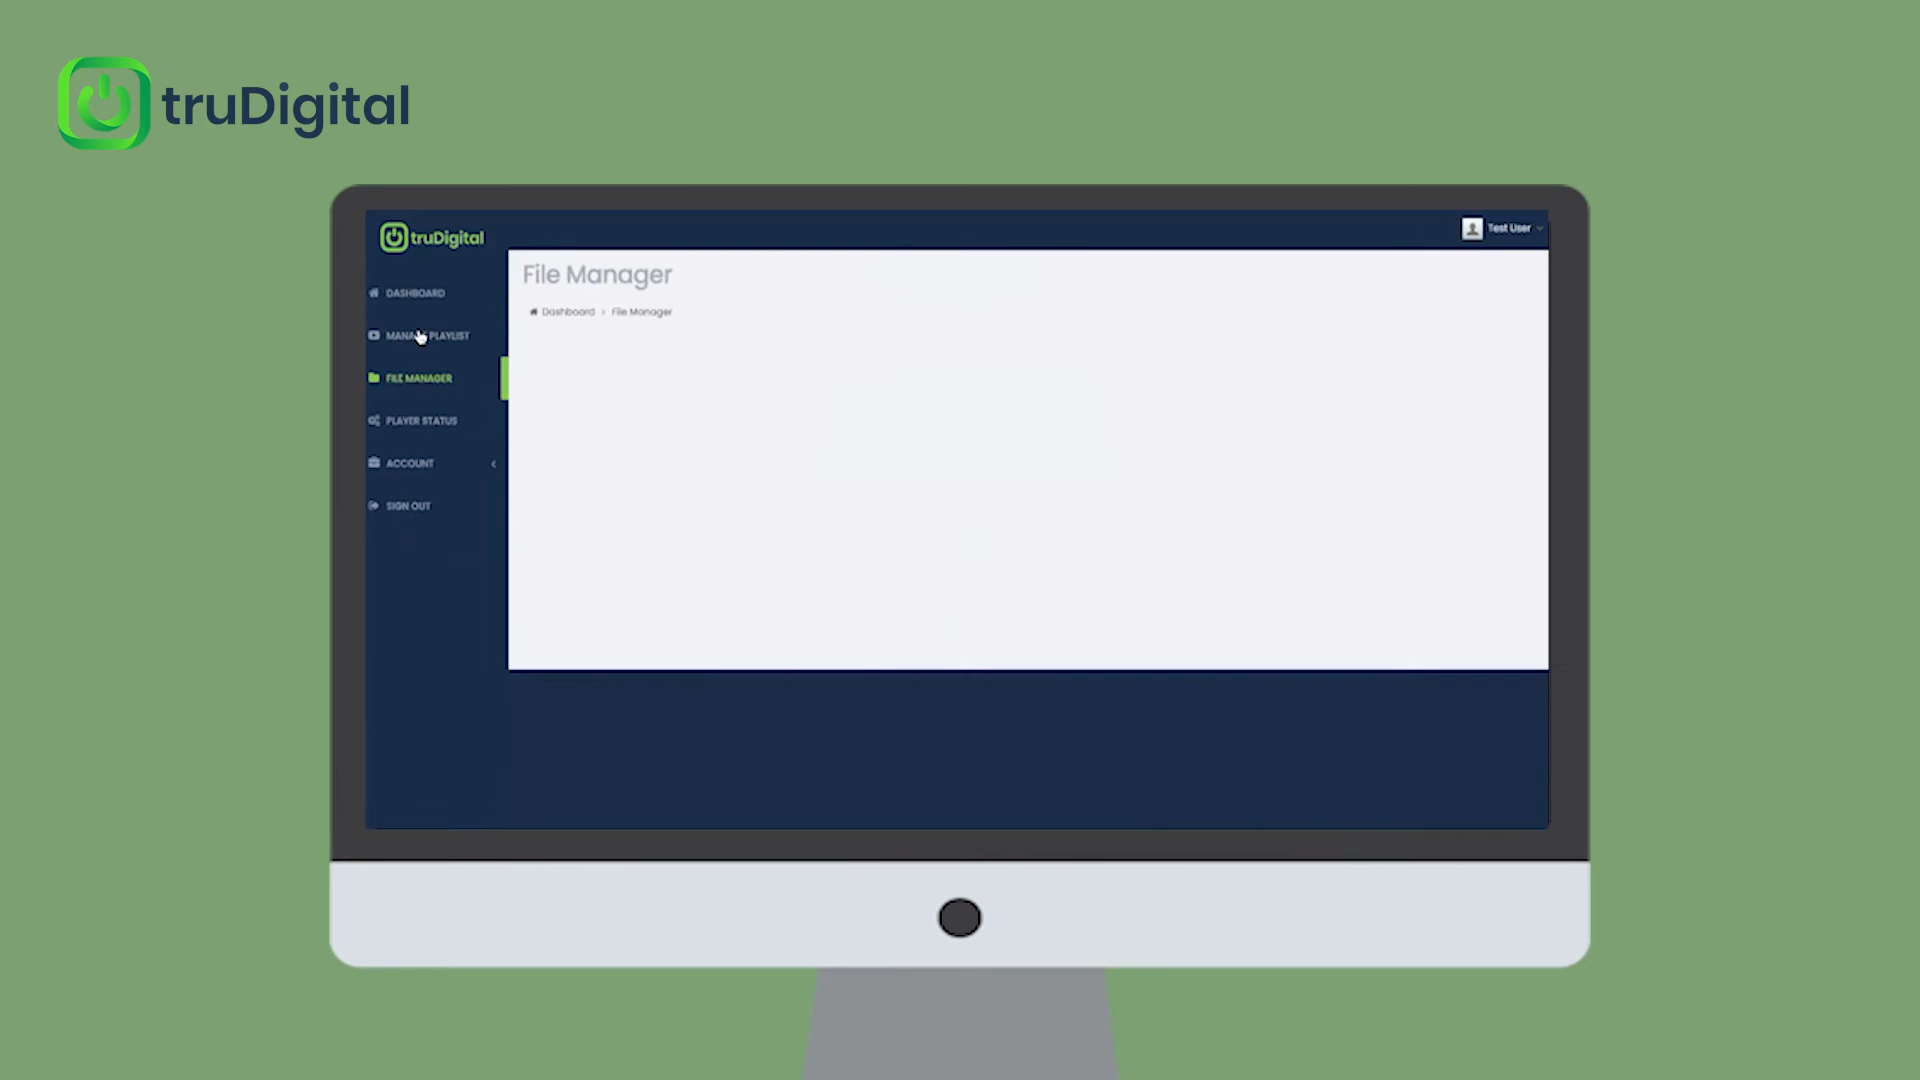 truDigital
truDigital
Test User
File Manager
Dashboard > File Manager
DASHBOARD
PLAYLIST
FILE MANAGER
PLAYER STATUS
ACCOUNT
SIGN OUT